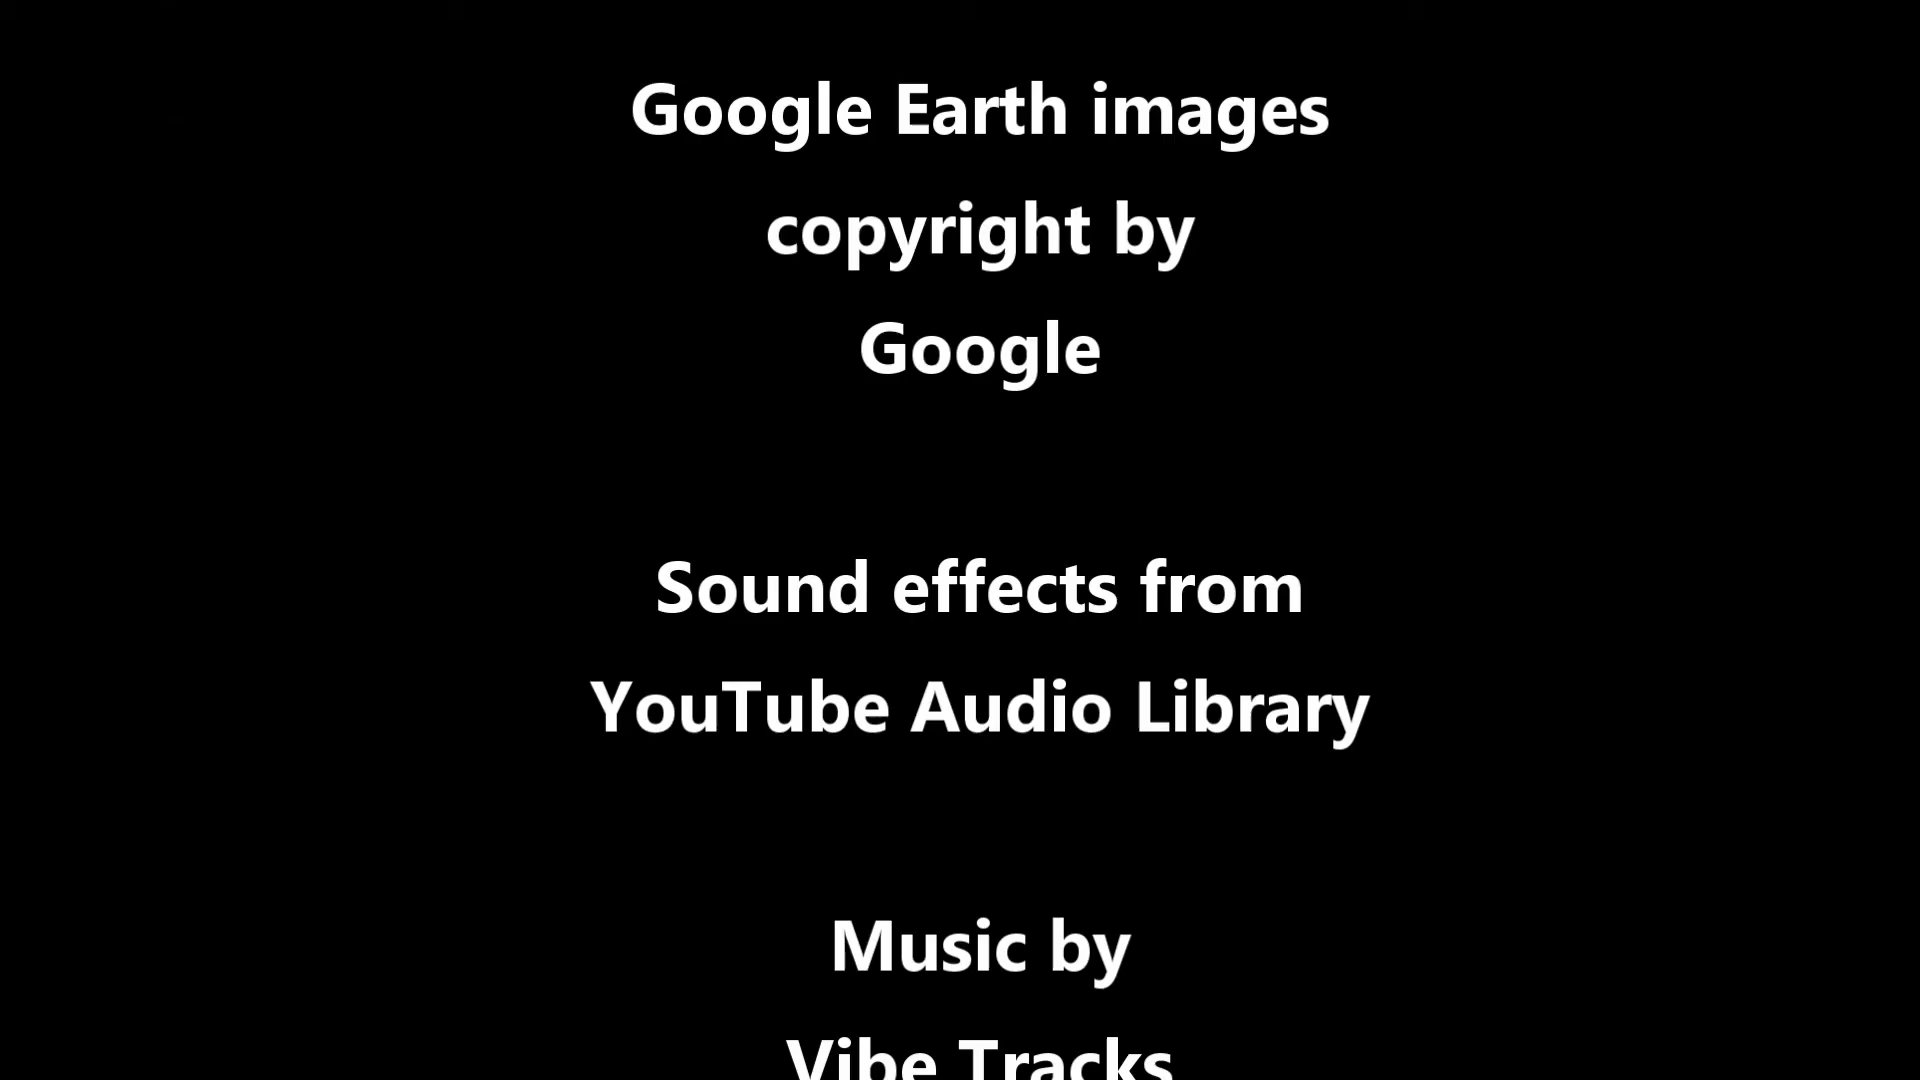 Google Earth images
copyright by
Google
Sound effects from
YouTube Audio Library
Music by
Vibe Tracks